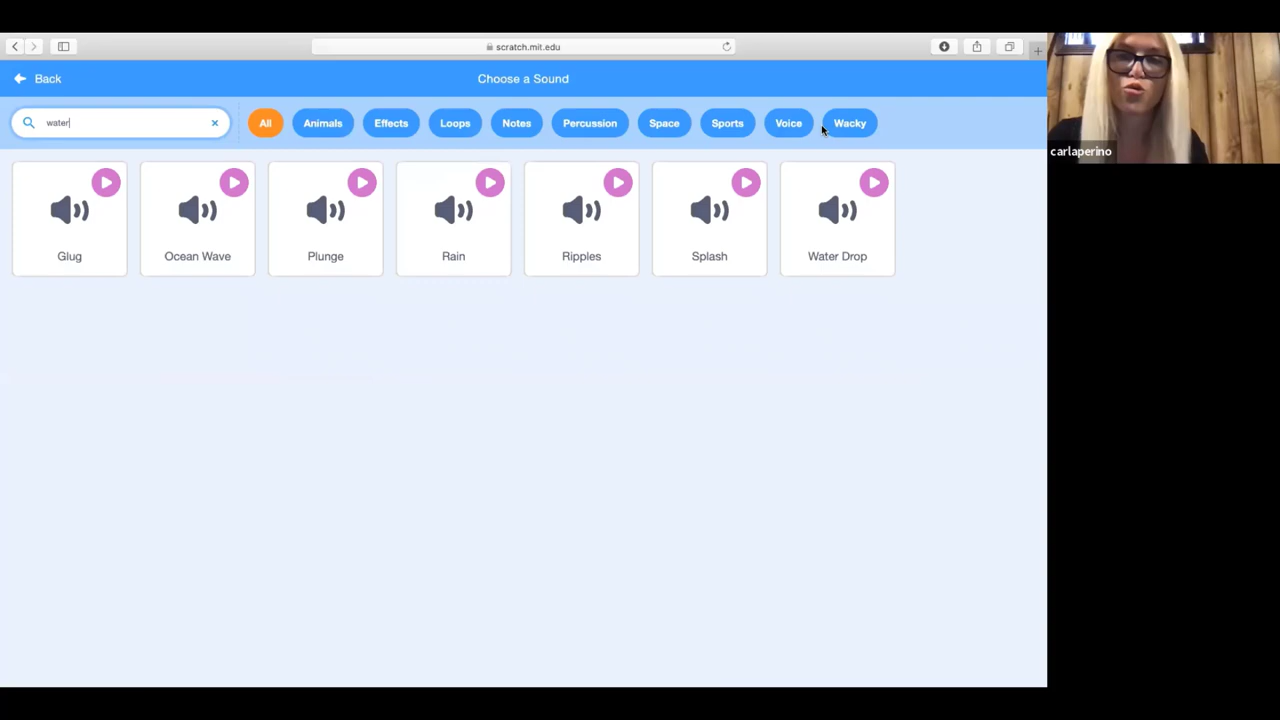 scratch.mit.edu
Back
Choose a Sound
water
All
Animals
Effects
Loops
Notes
Percussion
Space
Sports
Voice
Wacky
carlaperino
Glug
Ocean Wave
Plunge
Rain
Ripples
Splash
Water Drop